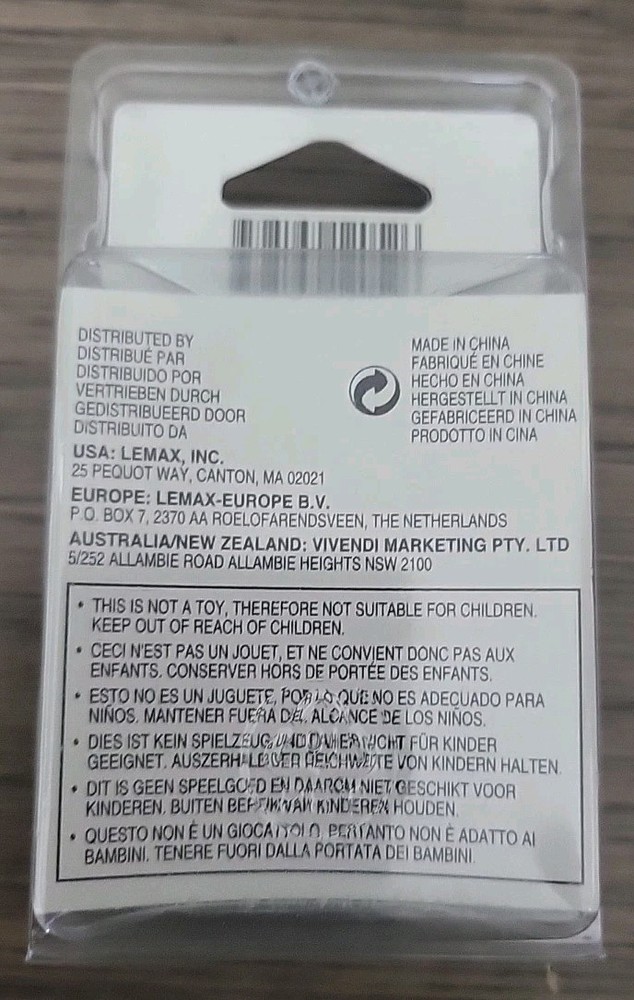 DISTRIBUTED BY
DISTRIBUÉ PAR
DISTRIBUIDO POR
VERTRIEBEN DURCH
GEDISTRIBUEERD DOOR
DISTRIBUITO DA
MADE IN CHINA
FABRIQUÉ EN CHINE
HECHO EN CHINA
HERGESTELLT IN CHINA
GEFABRICEERD IN CHINA
PRODOTTO IN CINA
USA: LEMAX, INC.
25 PEQUOT WAY, CANTON, MA 02021
EUROPE: LEMAX-EUROPE B.V.
P.O. BOX 7, 2370 AA ROELOFARENDSVEEN, THE NETHERLANDS
AUSTRALIA/NEW ZEALAND: VIVENDI MARKETING PTY. LTD
5/252 ALLAMBIE ROAD ALLAMBIE HEIGHTS NSW 2100
• THIS IS NOT A TOY, THEREFORE NOT SUITABLE FOR CHILDREN.
KEEP OUT OF REACH OF CHILDREN.
• CECI N'EST PAS UN JOUET, ET NE CONVIENT DONC PAS AUX
ENFANTS. CONSERVER HORS DE PORTÉE DES ENFANTS.
• ESTO NO ES UN JUGUETE, POR LO QUE NO ES ADECUADO PARA
NIÑOS. MANTENER FUERA DEL ALCANCE DE LOS NIÑOS.
• DIES IST KEIN SPIELZEUG UND DAHER NICHT FÜR KINDER
GEEIGNET. AUSZERHALB DER REICHWEITE VON KINDERN HALTEN.
• DIT IS GEEN SPEELGOED EN DAAROM NIET GESCHIKT VOOR
KINDEREN. BUITEN BEREIK VAN KINDEREN HOUDEN.
• QUESTO NON È UN GIOCATTOLO, PERTANTO NON È ADATTO AI
BAMBINI. TENERE FUORI DALLA PORTATA DEI BAMBINI.